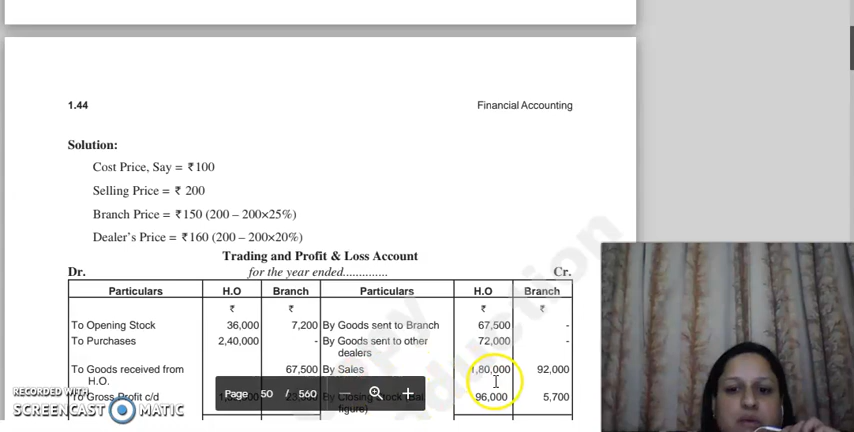 1.44 Financial Accounting
Solution:
Cost Price, Say = ₹ 100
Selling Price = ₹ 200
Branch Price = ₹ 150 (200 – 200×25%)
Dealer's Price = ₹ 160 (200 – 200×20%)
Trading and Profit & Loss Account
Dr. for the year ended.............. Cr.
Particulars H.O Branch Particulars H.O Branch
₹ ₹ ₹ ₹
To Opening Stock 36,000 7,200 By Goods sent to Branch 67,500 -
To Purchases 2,40,000 - By Goods sent to other 72,000 -
dealers
To Goods received from 67,500 By Sales 1,80,000 92,000
H.O.
To Gross Profit c/d 96,000 5,700
figure)
Page 50 / 560
RECORDED WITH
SCREENCAST MATIC